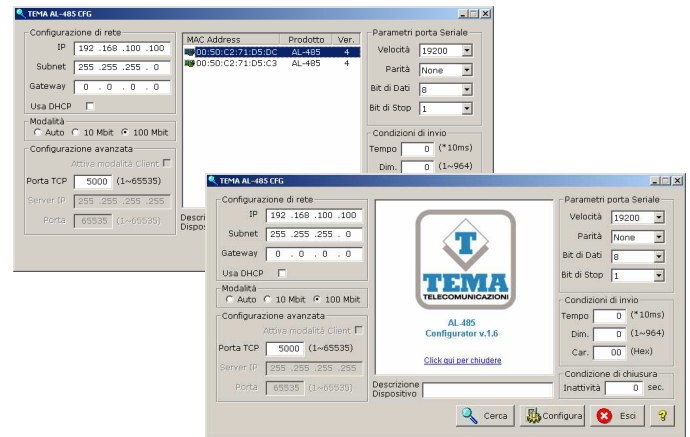 TEMA AL-485 CFG
Configurazione di rete
IP 192 .168 .100 .100
Subnet 255 .255 .255 . 0
Gateway 0 . 0 . 0 . 0
Usa DHCP
Modalità
Auto 10 Mbit 100 Mbit
Configurazione avanzata
Attiva modalità Client
Porta TCP 5000 (1~65535)
Server IP 255 .255 .255 .255
Porta 65535 (1~65535)
MAC Address Prodotto Ver.
00:50:C2:71:D5:DC AL-485 4
00:50:C2:71:D5:C3 AL-485 4
Descri
Dispos
Parametri porta Seriale
Velocità 19200
Parità None
Bit di Dati 8
Bit di Stop 1
Condizioni di invio
Tempo 0 (*10ms)
Dim. 0 (1~964)
TEMA AL-485 CFG
Configurazione di rete
IP 192 .168 .100 .100
Subnet 255 .255 .255 . 0
Gateway 0 . 0 . 0 . 0
Usa DHCP
Modalità
Auto 10 Mbit 100 Mbit
Configurazione avanzata
Attiva modalità Client
Porta TCP 5000 (1~65535)
Server IP 255 .255 .255 .255
Porta 65535 (1~65535)
T
TEMA
TELECOMUNICAZIONI
AL-485
Configurator v.1.6
Click qui per chiudere
Descrizione
Dispositivo
Parametri porta Seriale
Velocità 19200
Parità None
Bit di Dati 8
Bit di Stop 1
Condizioni di invio
Tempo 0 (*10ms)
Dim. 0 (1~964)
Car. 00 (Hex)
Condizione di chiusura
Inattività 0 sec.
Cerca Configura Esci ?